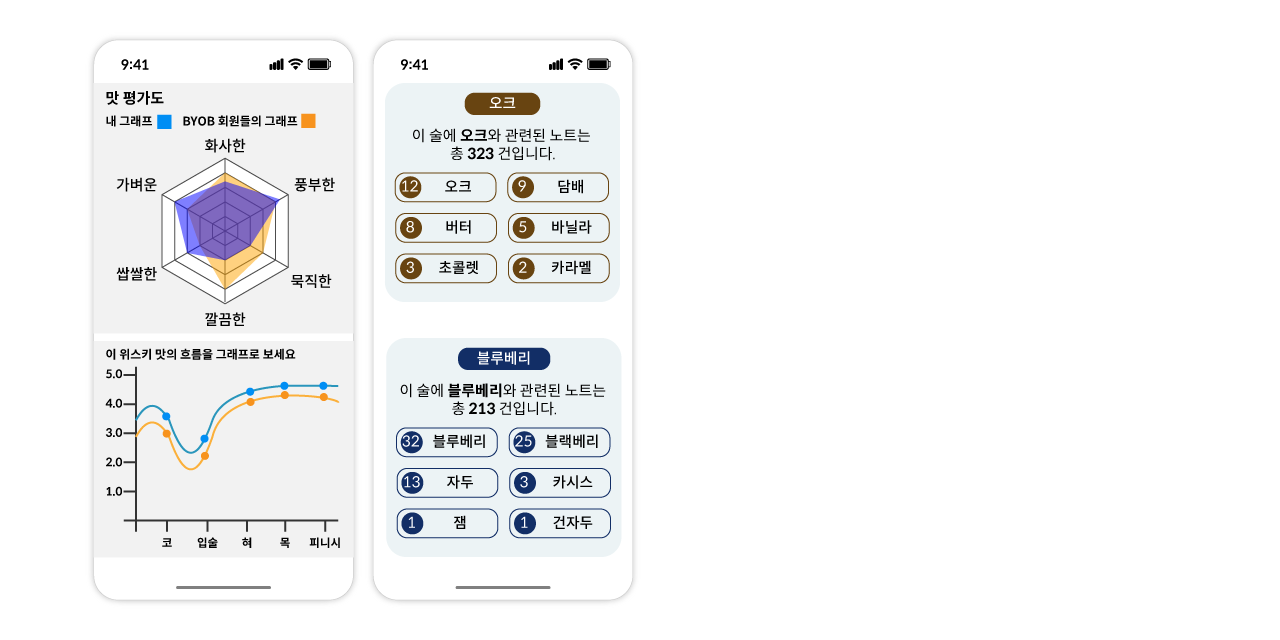 9:41
맛 평가도
내 그래프 BYOB 회원들의 그래프
화사한
가벼운 풍부한
쌉쌀한 묵직한
깔끔한
이 위스키 맛의 흐름을 그래프로 보세요
5.0
4.0
3.0
2.0
1.0
코 입술 혀 목 피니시
9:41
오크
이 술에 오크와 관련된 노트는
총 323 건입니다.
12 오크 9 담배
8 버터 5 바닐라
3 초콜렛 2 카라멜
블루베리
이 술에 블루베리와 관련된 노트는
총 213 건입니다.
32 블루베리 25 블랙베리
13 자두 3 카시스
1 잼 1 건자두